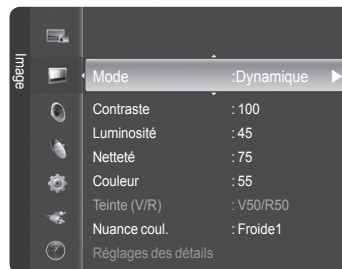 Image
Mode :Dynamique
Contraste : 100
Luminosité : 45
Netteté : 75
Couleur : 55
Teinte (V/R) : V50/R50
Nuance coul. : Froide1
Réglages des détails